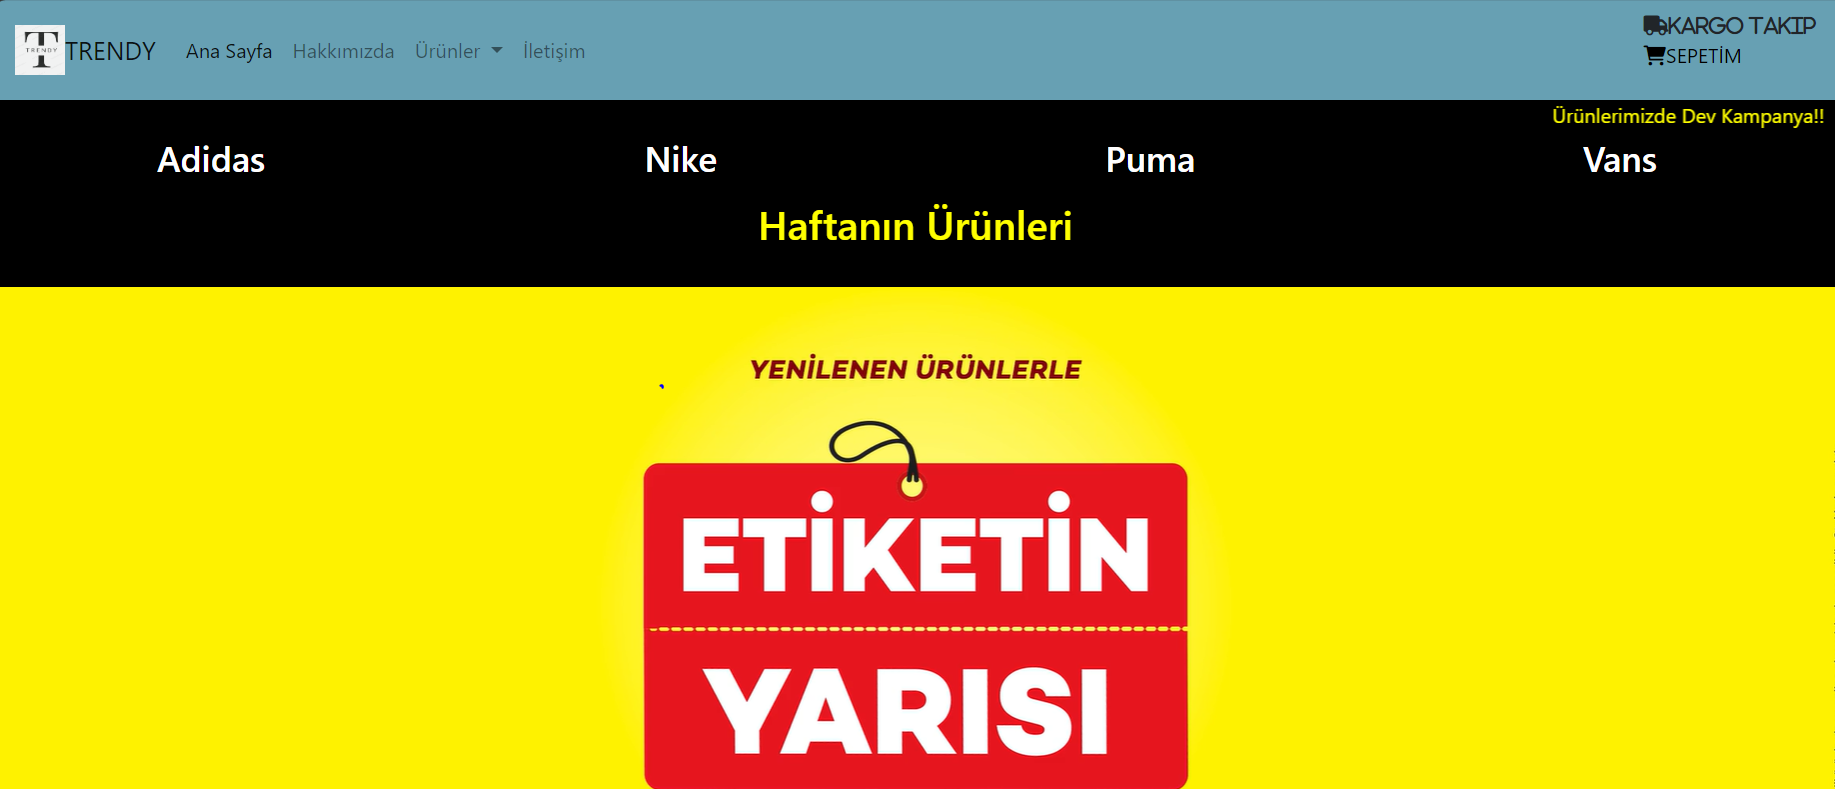 T
TRENDY
TRENDY Ana Sayfa Hakkımızda Ürünler İletişim
KARGO TAKIP
SEPETİM
Ürünlerimizde Dev Kampanya!!
Adidas Nike Puma Vans
Haftanın Ürünleri
YENİLENEN ÜRÜNLERLE
ETİKETİN
YARISI